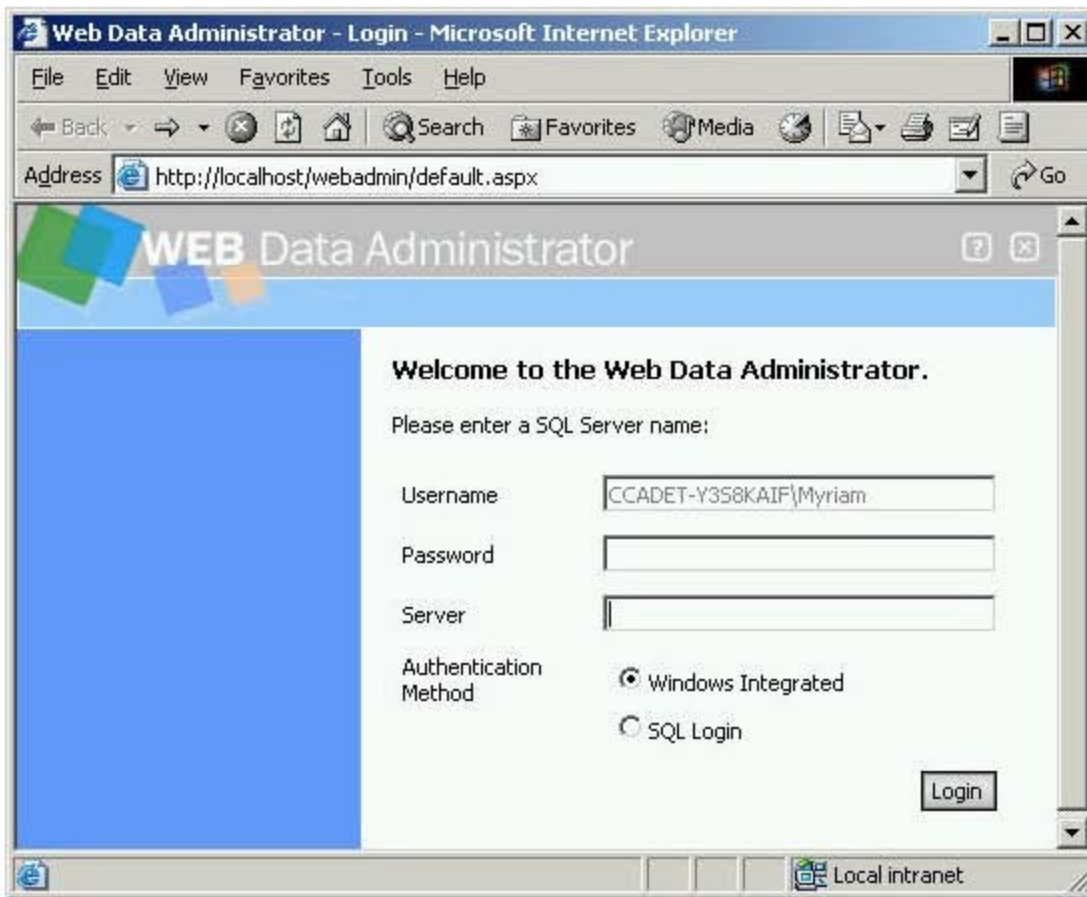 Web Data Administrator - Login - Microsoft Internet Explorer
File Edit View Favorites Tools Help
Back Search Favorites Media
Address http://localhost/webadmin/default.aspx Go
WEB Data Administrator
Welcome to the Web Data Administrator.
Please enter a SQL Server name:
Username CCADET-Y3S8KAIF\Myriam
Password
Server
Authentication
Method
Windows Integrated
SQL Login
Login
Local intranet